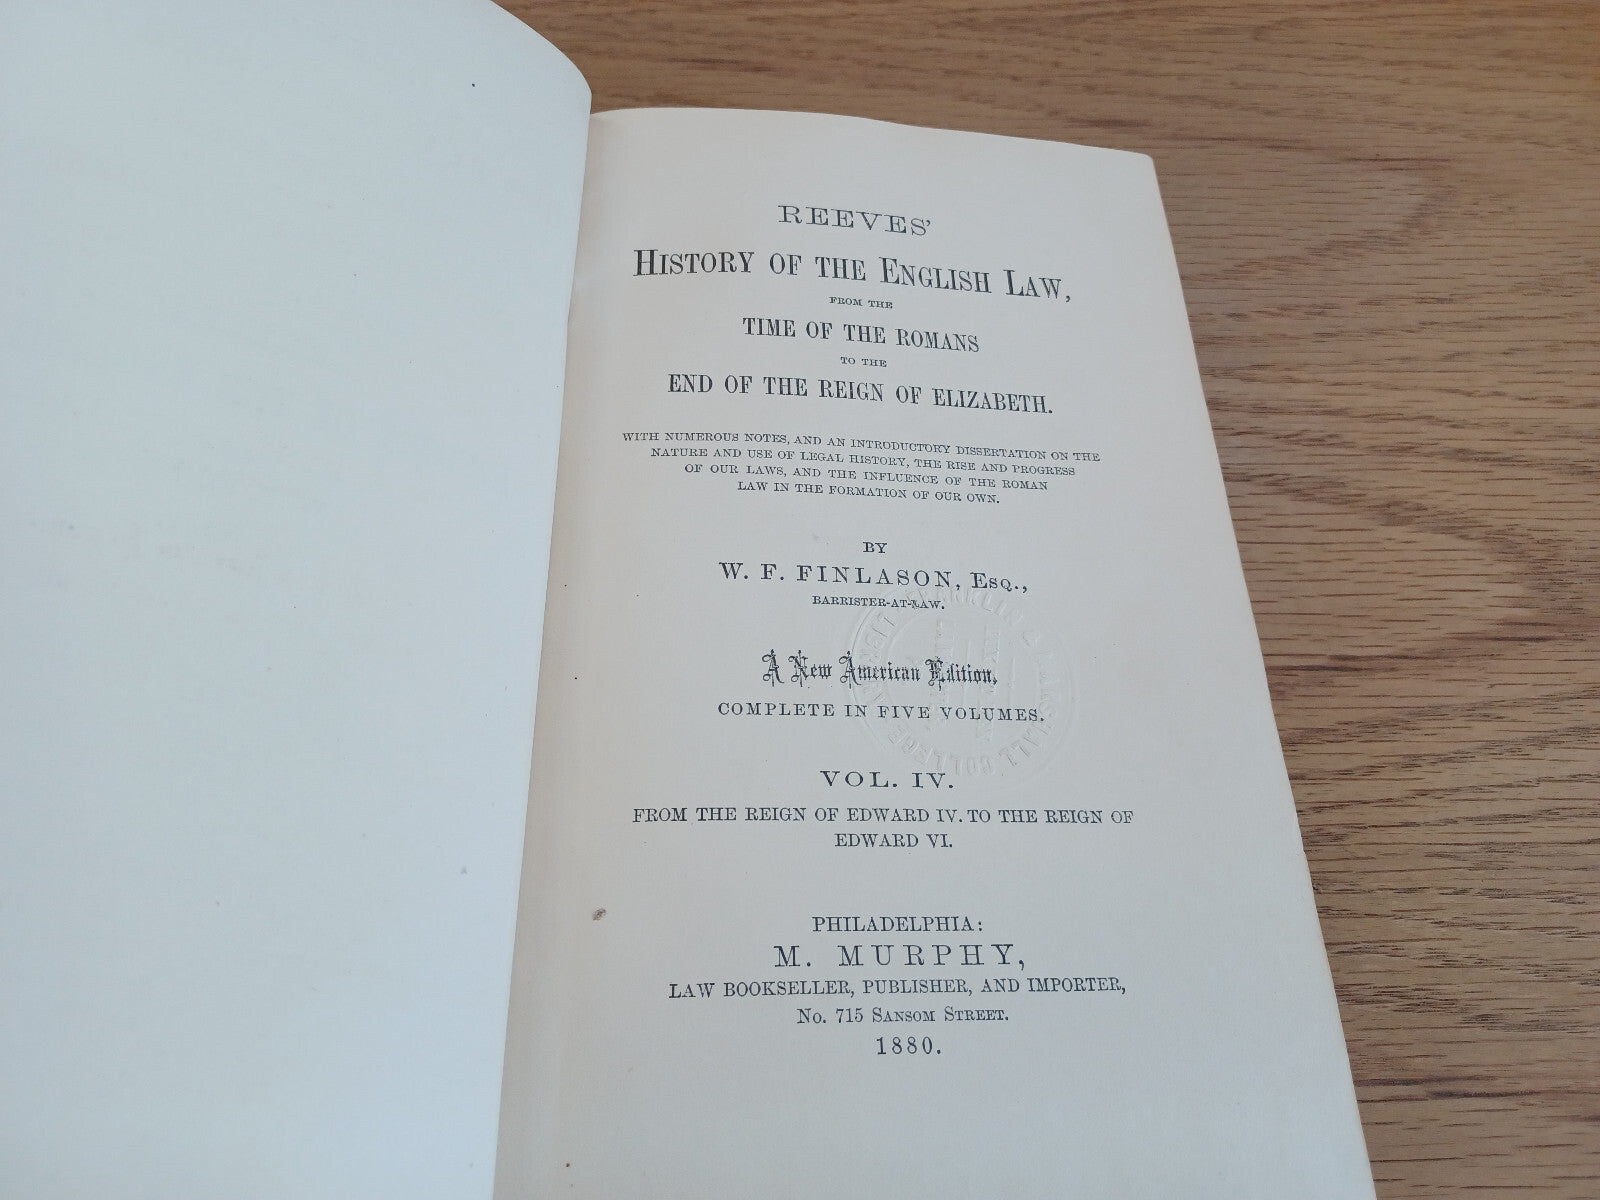 REEVES'
HISTORY OF THE ENGLISH LAW,
FROM THE
TIME OF THE ROMANS
TO THE
END OF THE REIGN OF ELIZABETH.
WITH NUMEROUS NOTES, AND AN INTRODUCTORY DISSERTATION ON THE
NATURE AND USE OF LEGAL HISTORY, THE RISE AND PROGRESS
OF OUR LAWS, AND THE INFLUENCE OF THE ROMAN
LAW IN THE FORMATION OF OUR OWN.
BY
W. F. FINLASON, ESQ.,
BARRISTER-AT-LAW.
A New American Edition,
COMPLETE IN FIVE VOLUMES.
FRANKLIN & MARSHALL COLLEGE
VOL. IV.
FROM THE REIGN OF EDWARD IV. TO THE REIGN OF
EDWARD VI.
PHILADELPHIA:
M. MURPHY,
LAW BOOKSELLER, PUBLISHER, AND IMPORTER,
No. 715 SANSOM STREET.
1880.